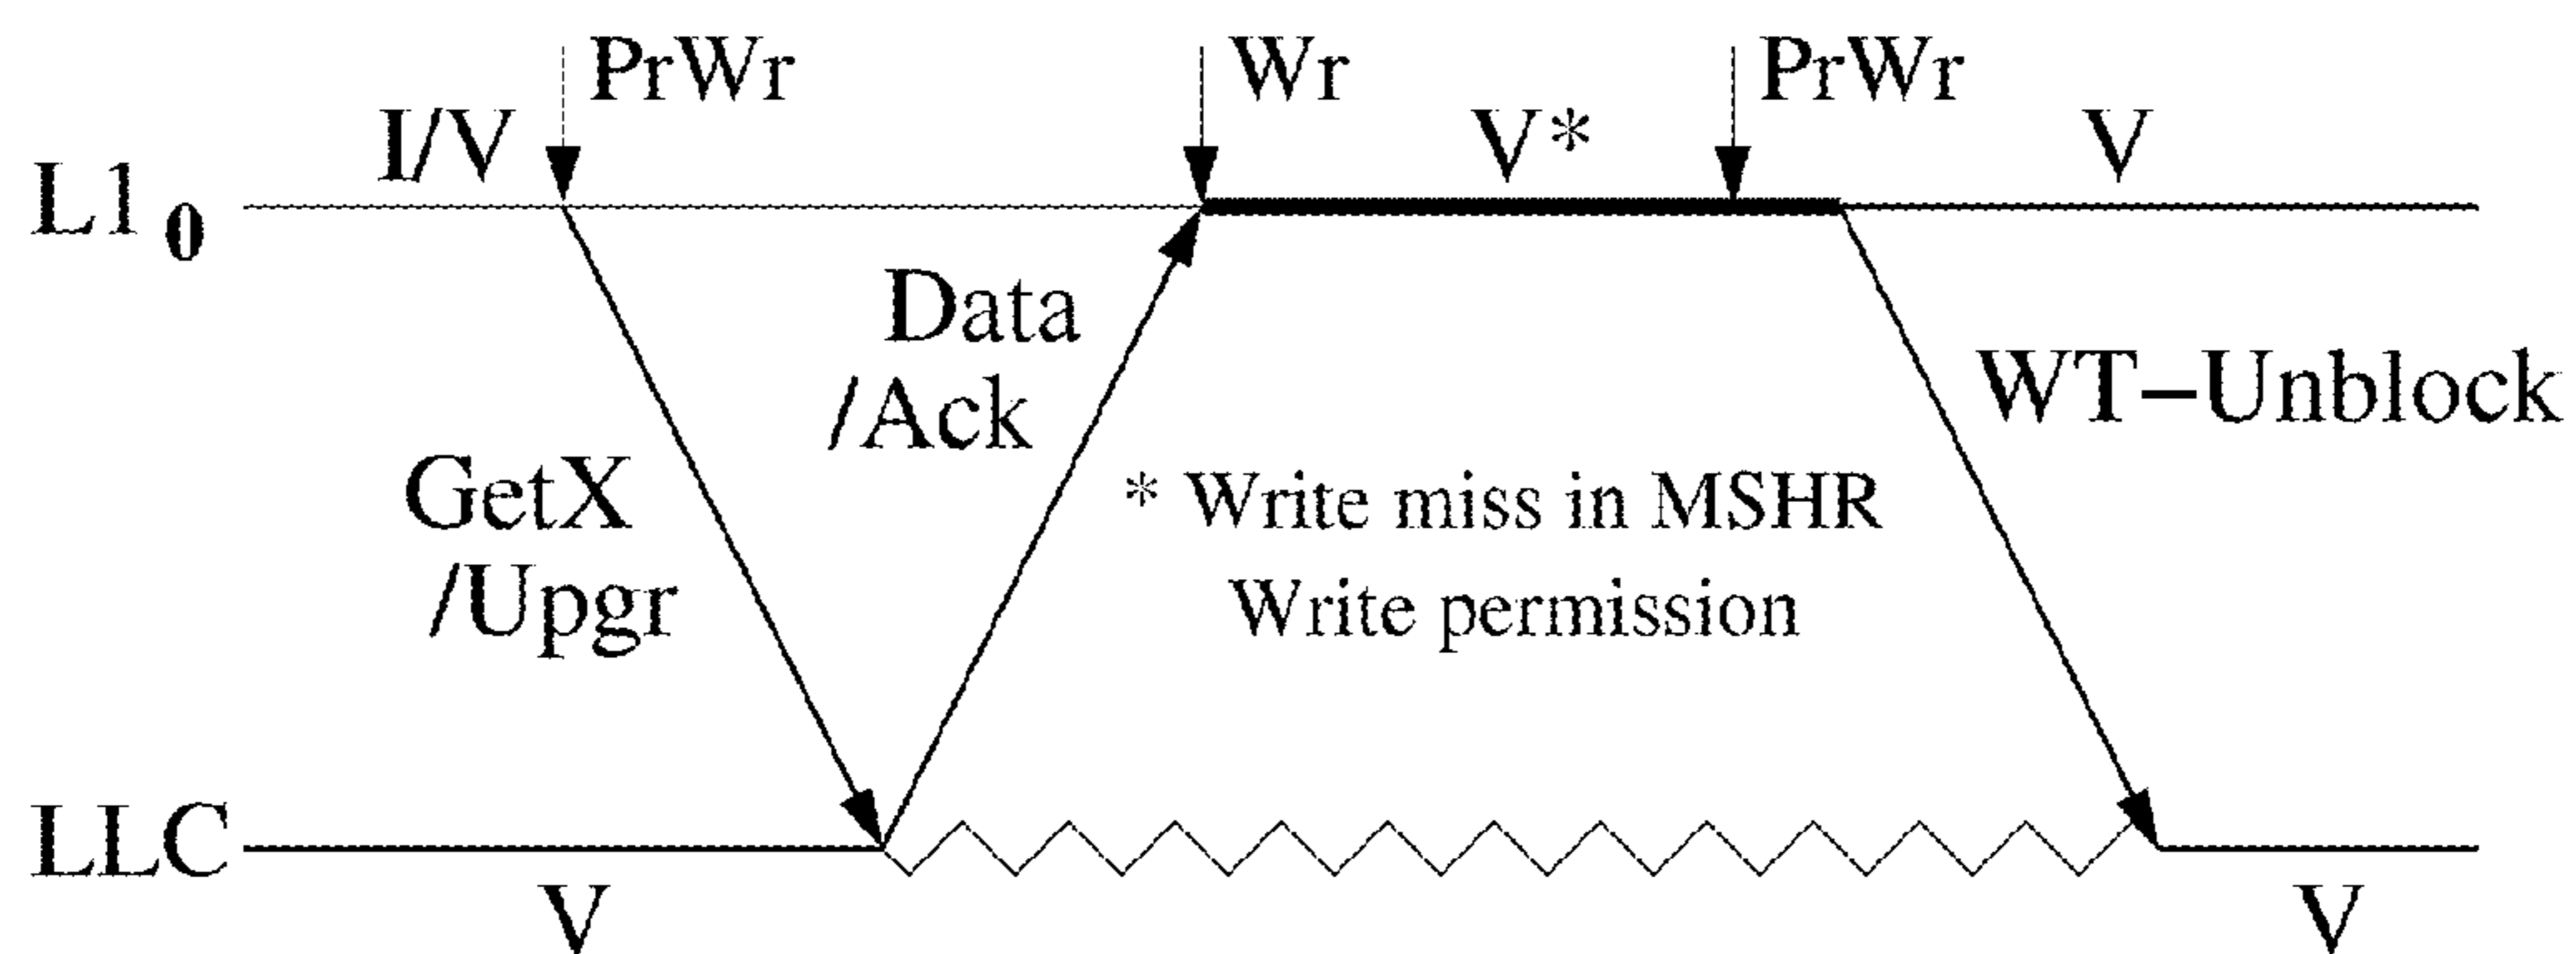 PrWr
Wr
PrWr
I/V
V*
V
L1 0
Data
/Ack
WT–Unblock
GetX
/Upgr
* Write miss in MSHR
Write permission
LLC
V
V